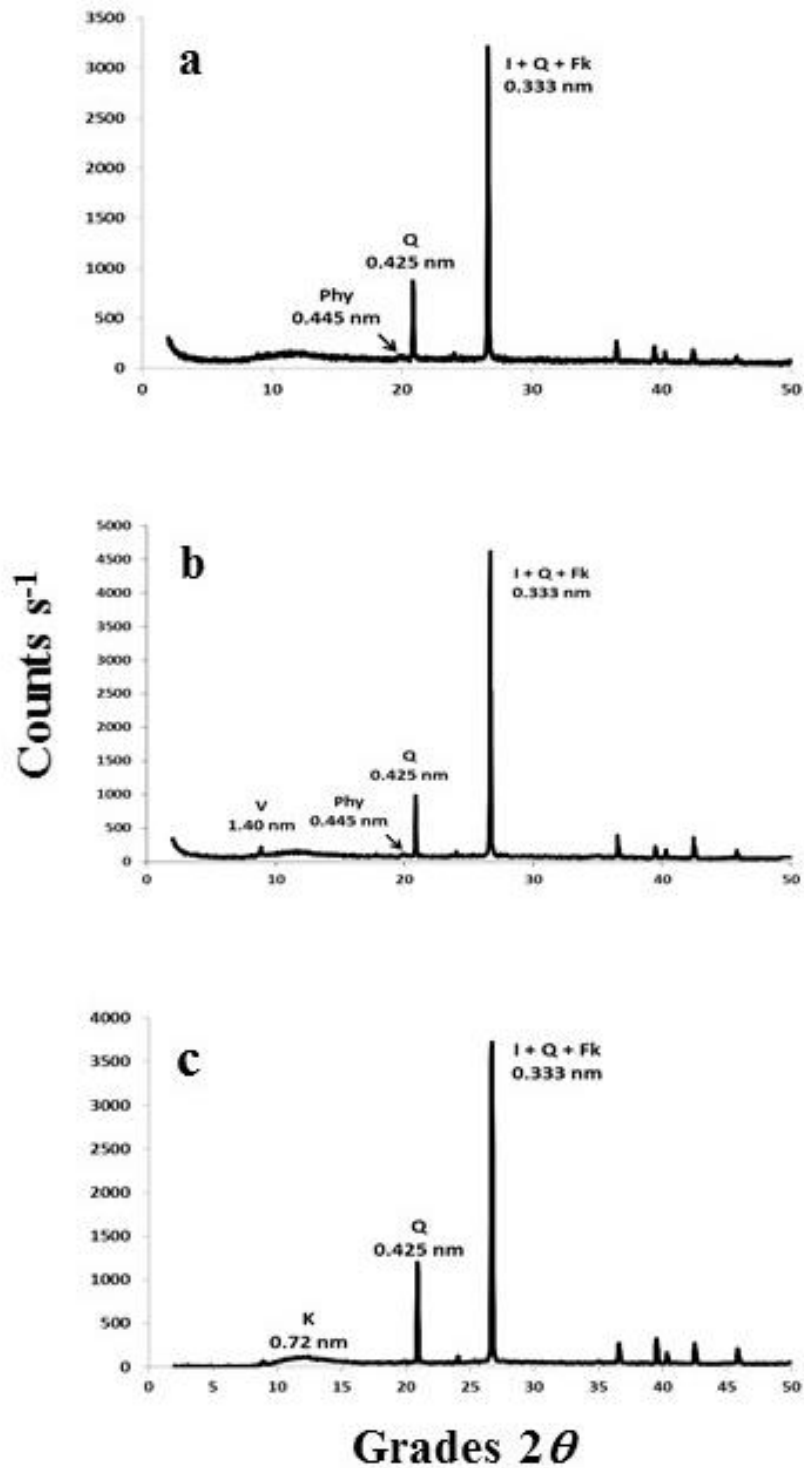 a
3500
3000
2500
2000
1500
1000
500
0
I + Q + Fk
0.333 nm
Q
0.425 nm
Phy
0.445 nm
0 10 20 30 40 50
b
5000
4500
4000
3500
3000
2500
2000
1500
1000
500
0
I + Q + Fk
0.333 nm
Q
0.425 nm
V
1.40 nm
Phy
0.445 nm
0 10 20 30 40 50
Counts s-1
c
4000
3500
3000
2500
2000
1500
1000
500
0
I + Q + Fk
0.333 nm
Q
0.425 nm
K
0.72 nm
0 5 10 15 20 25 30 35 40 45 50
Grades 2θ